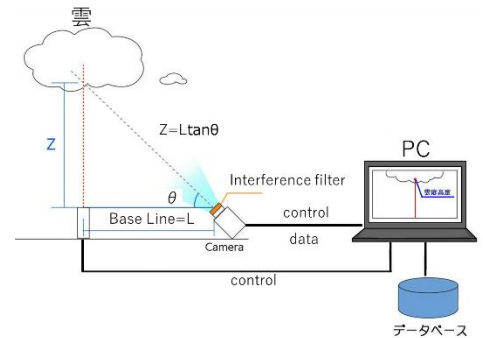 雲
Z
Z=Ltanθ
θ
Interference filter
Base Line=L
Camera
control
data
control
PC
雲底高度
データベース